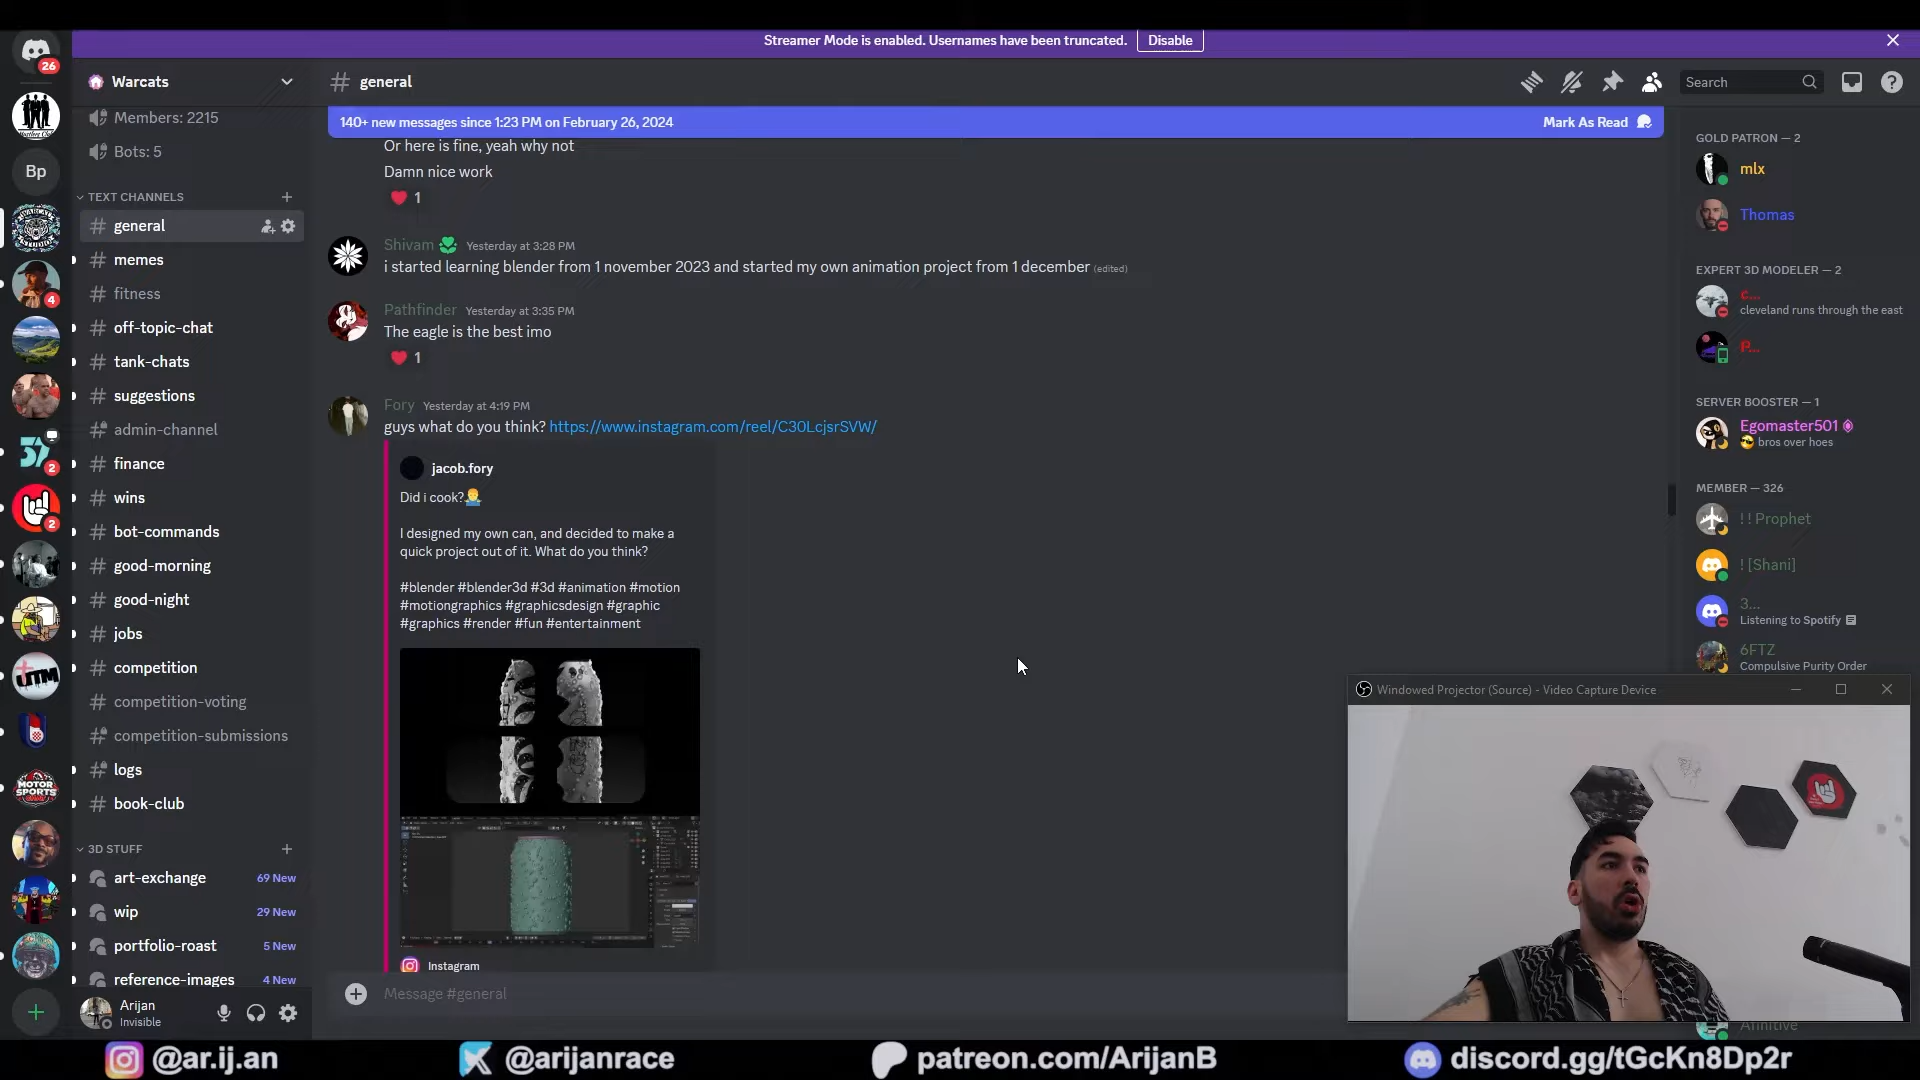 Streamer Mode is enabled. Usernames have been truncated.
Disable
26
Bp
4
2
2
MOTOR
SPORTS
Warcats
Members: 2215
Bots: 5
TEXT CHANNELS
general
memes
fitness
off-topic-chat
tank-chats
suggestions
admin-channel
finance
wins
bot-commands
good-morning
good-night
jobs
competition
competition-voting
competition-submissions
logs
book-club
3D STUFF
art-exchange 69 New
wip 29 New
portfolio-roast 5 New
reference-images 4 New
Arijan
Invisible
general
Search
140+ new messages since 1:23 PM on February 26, 2024
Mark As Read
Or here is fine, yeah why not
Damn nice work
1
Shivam Yesterday at 3:28 PM
i started learning blender from 1 november 2023 and started my own animation project from 1 december (edited)
Pathfinder Yesterday at 3:35 PM
The eagle is the best imo
1
Fory Yesterday at 4:19 PM
guys what do you think? https://www.instagram.com/reel/C30LcjsrSVW/
jacob.fory
Did i cook?
I designed my own can, and decided to make a
quick project out of it. What do you think?
#blender #blender3d #3d #animation #motion
#motiongraphics #graphicsdesign #graphic
#graphics #render #fun #entertainment
Instagram
Message #general
GOLD PATRON — 2
mlx
Thomas
EXPERT 3D MODELER — 2
c...
cleveland runs through the east
p...
SERVER BOOSTER — 1
Egomaster501
bros over hoes
MEMBER — 326
! ! Prophet
! [Shani]
3...
Listening to Spotify
6FTZ
Compulsive Purity Order
Windowed Projector (Source) - Video Capture Device
Afinitive
@ar.ij.an
@arijanrace
patreon.com/ArijanB
discord.gg/tGcKn8Dp2r